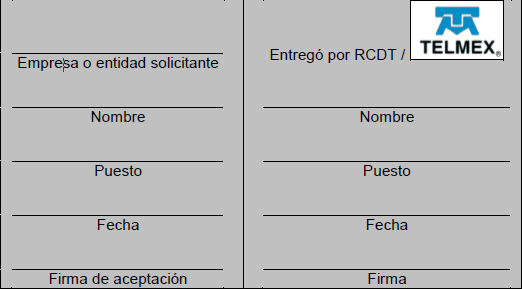 Empresa o entidad solicitante
Nombre
Puesto
Fecha
Firma de aceptación
Entregó por RCDT / TELMEX®
Nombre
Puesto
Fecha
Firma